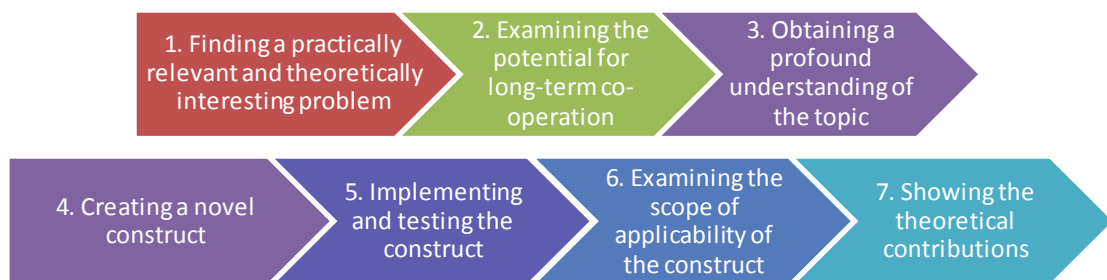 1. Finding a practically
relevant and theoretically
interesting problem
2. Examining the
potential for
long-term co-
operation
3. Obtaining a
profound
understanding of
the topic
4. Creating a novel
construct
5. Implementing
and testing the
construct
6. Examining the
scope of
applicability of
the construct
7. Showing the
theoretical
contributions